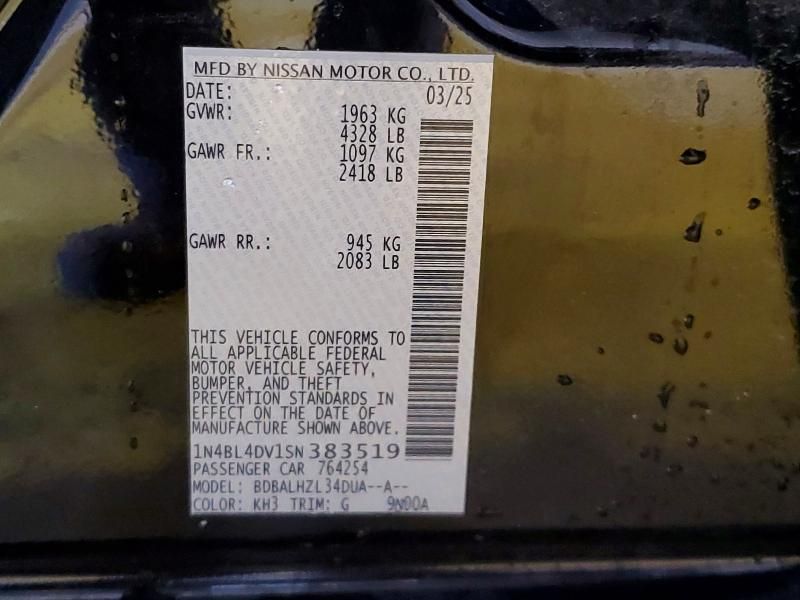 MFD BY NISSAN MOTOR CO., LTD.
DATE: 03/25
GVWR: 1963 KG
4328 LB
GAWR FR.: 1097 KG
2418 LB
GAWR RR.: 945 KG
2083 LB
THIS VEHICLE CONFORMS TO
ALL APPLICABLE FEDERAL
MOTOR VEHICLE SAFETY,
BUMPER, AND THEFT
PREVENTION STANDARDS IN
EFFECT ON THE DATE OF
MANUFACTURE SHOWN ABOVE.
1N4BL4DV1SN383519
PASSENGER CAR 764254
MODEL: BDBALHZL34DUA--A--
COLOR: KH3 TRIM: G 9N00A